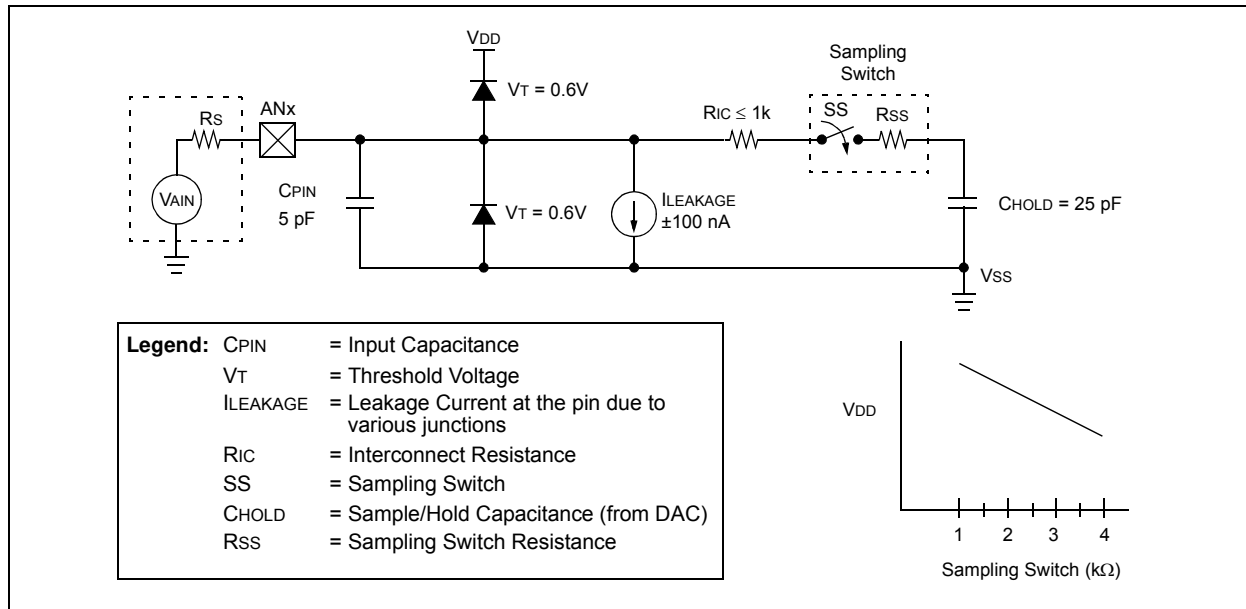 VDD
Sampling
Switch
VT = 0.6V
RS
ANx
RIC ≤ 1k
SS
RSS
VAIN
CPIN
5 pF
VT = 0.6V
ILEAKAGE
±100 nA
CHOLD = 25 pF
VSS
Legend: CPIN = Input Capacitance
VT = Threshold Voltage
ILEAKAGE = Leakage Current at the pin due to
various junctions
RIC = Interconnect Resistance
SS = Sampling Switch
CHOLD = Sample/Hold Capacitance (from DAC)
RSS = Sampling Switch Resistance
VDD
1 2 3 4
Sampling Switch (kΩ)